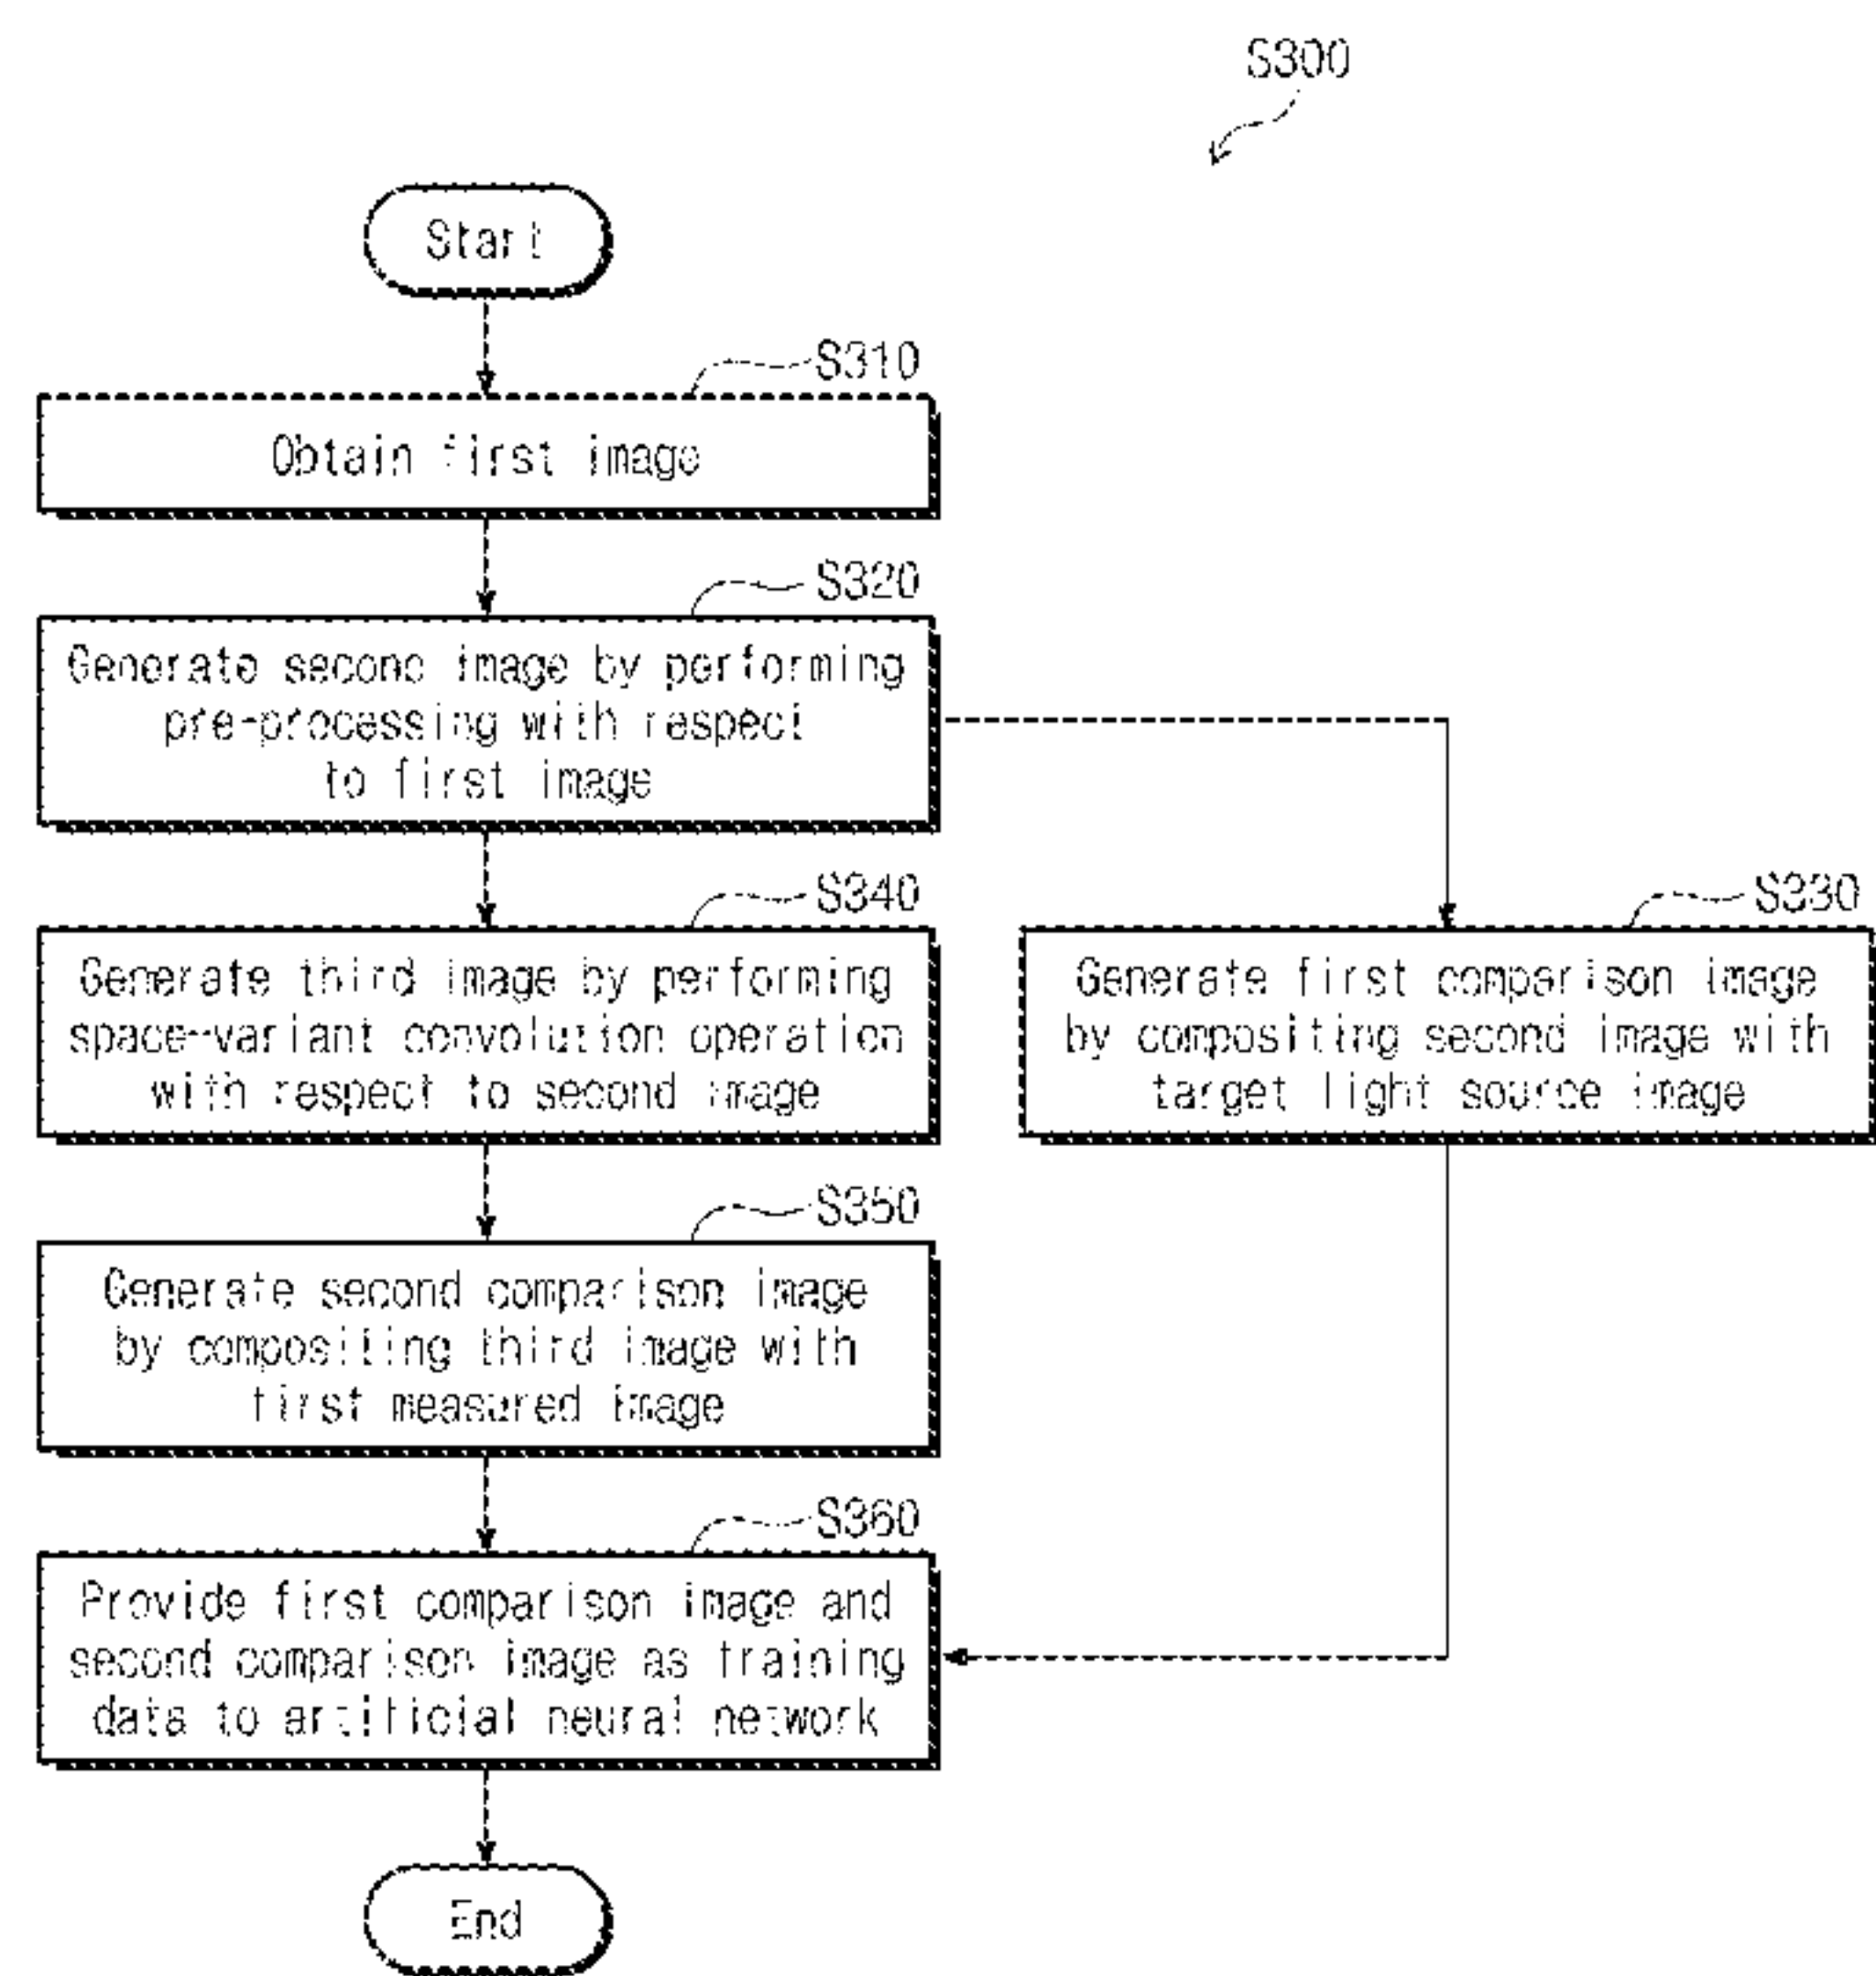 S300
Start
S310
Obtain first image
S320
Generate second image by performing
pre-processing with respect
to first image
S340
Generate third image by performing
space-variant convolution operation
with respect to second image
S330
Generate first comparison image
by compositing second image with
target light source image
S350
Generate second comparison image
by compositing third image with
first measured image
S360
Provide first comparison image and
second comparison image as training
data to artificial neural network
End